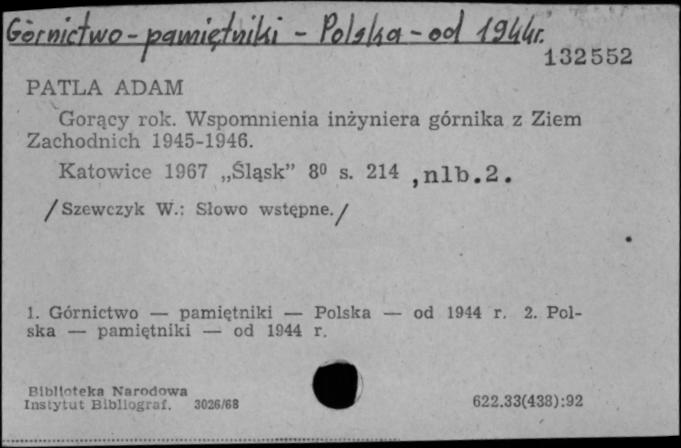 Górnictwo - pamiętniki - Polska - od 1944r.
132552
PATLA ADAM
Gorący rok. Wspomnienia inżyniera górnika z Ziem
Zachodnich 1945-1946.
Katowice 1967 „Śląsk” 8⁰ s. 214 , nlb.2.
/Szewczyk W.: Słowo wstępne./
1. Górnictwo — pamiętniki — Polska — od 1944 r. 2. Pol-
ska — pamiętniki — od 1944 r.
Biblioteka Narodowa
Instytut Bibliograf. 3026/68
622.33(438):92